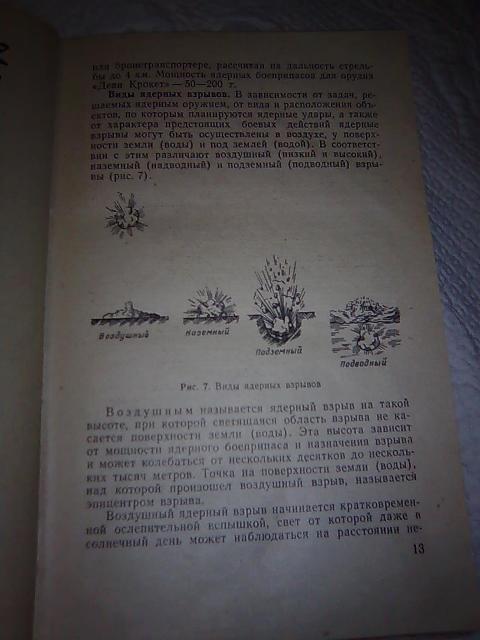 или бронетранспортере, рассчитан на дальность стрель-
бы до 4 км. Мощность ядерных боеприпасов для орудия
«Деви Крокет» — 50—200 т.
Виды ядерных взрывов. В зависимости от задач, ре-
шаемых ядерным оружием, от вида и расположения объ-
ектов, по которым планируются ядерные удары, а также
от характера предстоящих боевых действий ядерные
взрывы могут быть осуществлены в воздухе, у поверх-
ности земли (воды) и под землей (водой). В соответст-
вии с этим различают воздушный (низкий и высокий),
наземный (надводный) и подземный (подводный) взры-
вы (рис. 7).
Воздушный
Наземный
Подземный
Подводный
Рис. 7. Виды ядерных взрывов
Воздушным называется ядерный взрыв на такой
высоте, при которой светящаяся область взрыва не ка-
сается поверхности земли (воды). Эта высота зависит
от мощности ядерного боеприпаса и назначения взрыва
и может колебаться от нескольких десятков до несколь-
ких тысяч метров. Точка на поверхности земли (воды),
над которой произошел воздушный взрыв, называется
эпицентром взрыва.
Воздушный ядерный взрыв начинается кратковремен-
ной ослепительной вспышкой, свет от которой даже в
солнечный день может наблюдаться на расстоянии не-
13